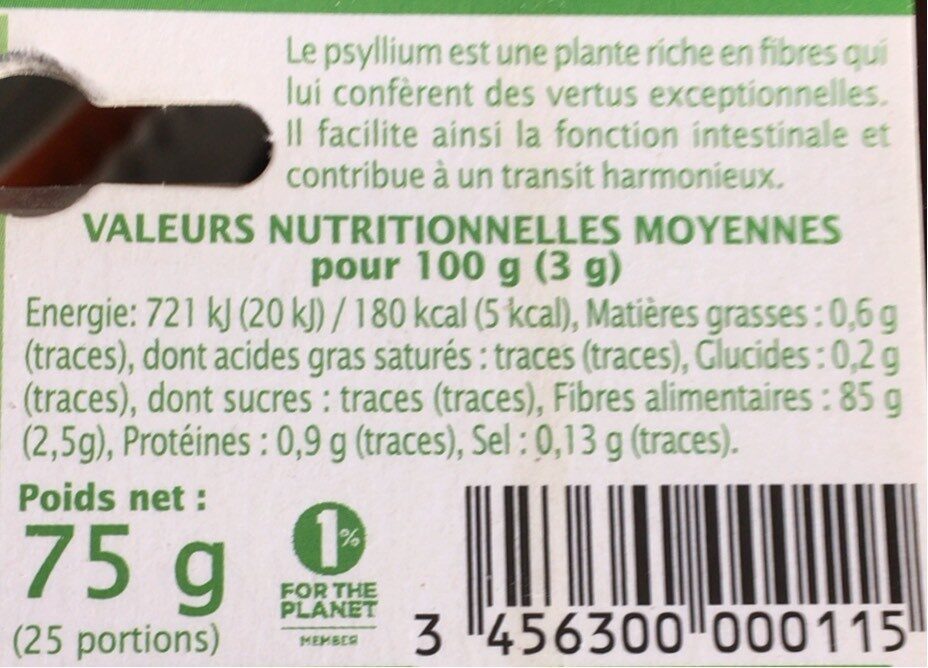 Le psyllium est une plante riche en fibres qui
lui confèrent des vertus exceptionnelles.
Il facilite ainsi la fonction intestinale et
contribue à un transit harmonieux.
VALEURS NUTRITIONNELLES MOYENNES
pour 100 g (3 g)
Energie: 721 kJ (20 kJ) / 180 kcal (5 kcal), Matières grasses : 0,6 g
(traces), dont acides gras saturés : traces (traces), Glucides : 0,2 g
(traces), dont sucres : traces (traces), Fibres alimentaires : 85 g
(2,5g), Protéines : 0,9 g (traces), Sel : 0,13 g (traces).
Poids net :
75 g
(25 portions)
1%
FOR THE
PLANET
MEMBER
3 456300 000115